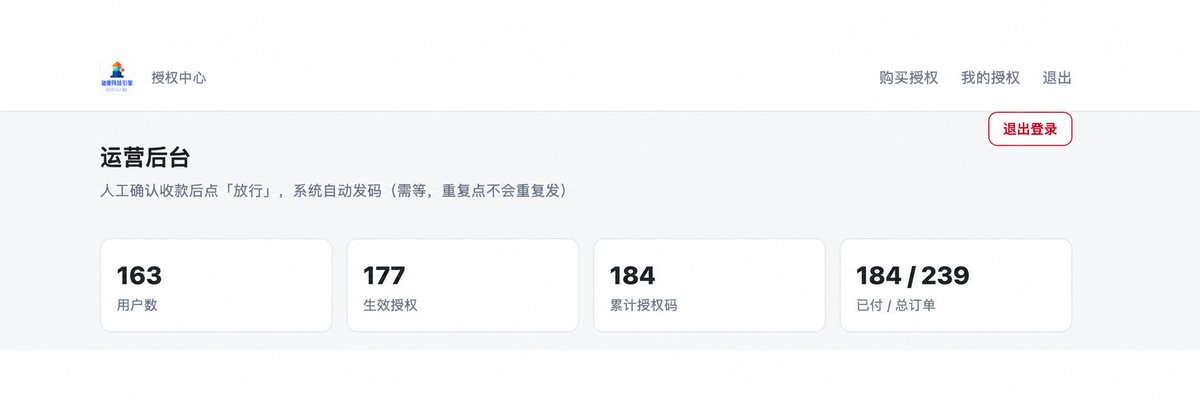 授权中心
购买授权 我的授权 退出
退出登录
运营后台
人工确认收款后点「放行」，系统自动发码（需等，重复点不会重复发）
163
用户数
177
生效授权
184
累计授权码
184 / 239
已付 / 总订单